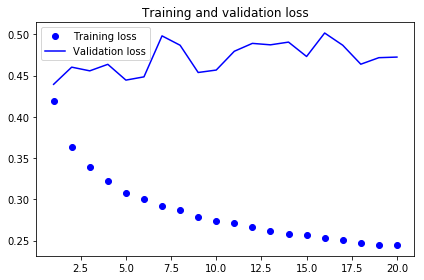 Training and validation loss
Training loss
Validation loss
0.50
0.45
0.40
0.35
0.30
0.25
2.5 5.0 7.5 10.0 12.5 15.0 17.5 20.0